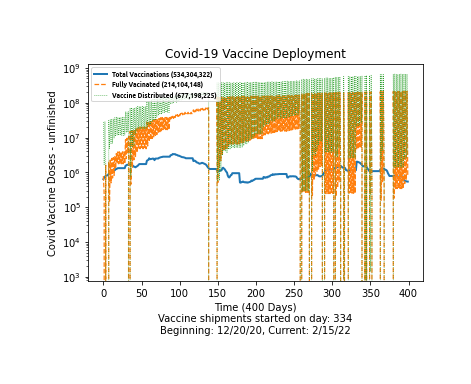 Covid-19 Vaccine Deployment
Total Vaccinations (534,304,322)
Fully Vacinated (214,104,148)
Vaccine Distributed (677,198,225)
Covid Vaccine Doses - unfinished
10⁹
10⁸
10⁷
10⁶
10⁵
10⁴
10³
0 50 100 150 200 250 300 350 400
Time (400 Days)
Vaccine shipments started on day: 334
Beginning: 12/20/20, Current: 2/15/22